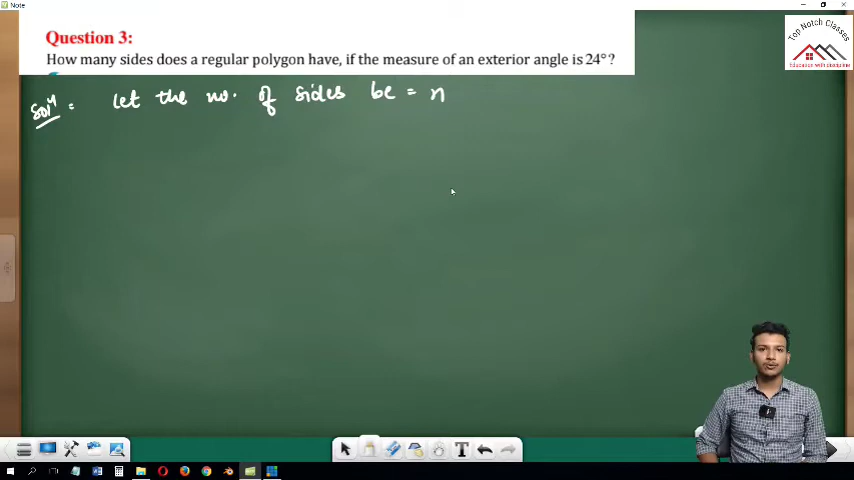 Note
Question 3:
How many sides does a regular polygon have, if the measure of an exterior angle is 24°?
Top Notch Classes
Education with discipline
Solⁿ = let the no. of sides be = n